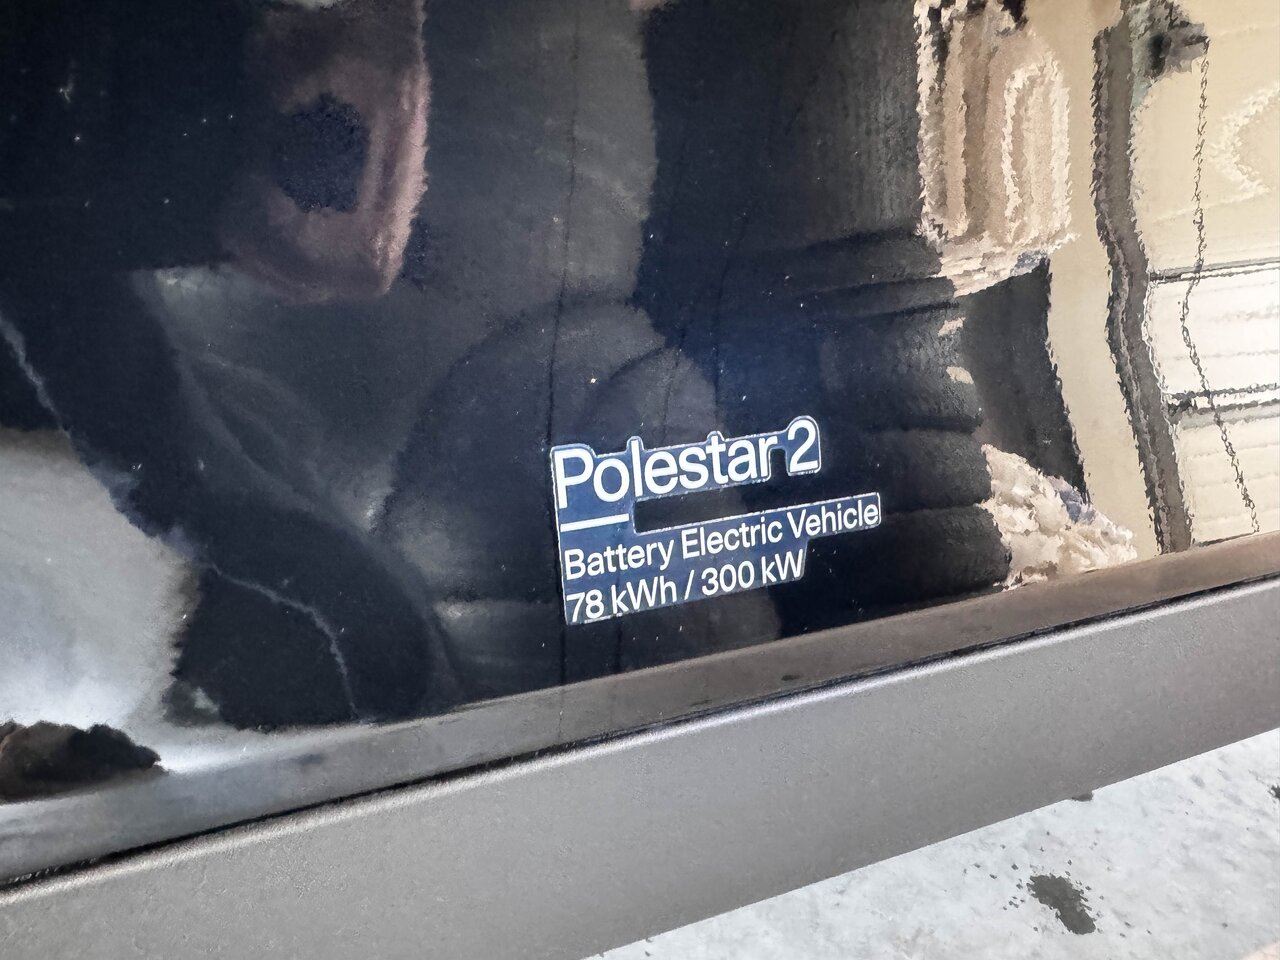 Polestar 2
Battery Electric Vehicle
78 kWh / 300 kW